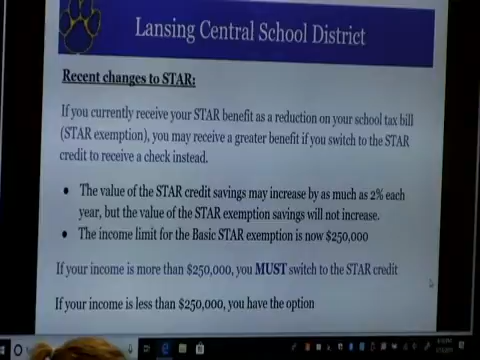 Lansing Central School District
Recent changes to STAR:
If you currently receive your STAR benefit as a reduction on your school tax bill
(STAR exemption), you may receive a greater benefit if you switch to the STAR
credit to receive a check instead.
• The value of the STAR credit savings may increase by as much as 2% each
year, but the value of the STAR exemption savings will not increase.
• The income limit for the Basic STAR exemption is now $250,000
If your income is more than $250,000, you MUST switch to the STAR credit
If your income is less than $250,000, you have the option